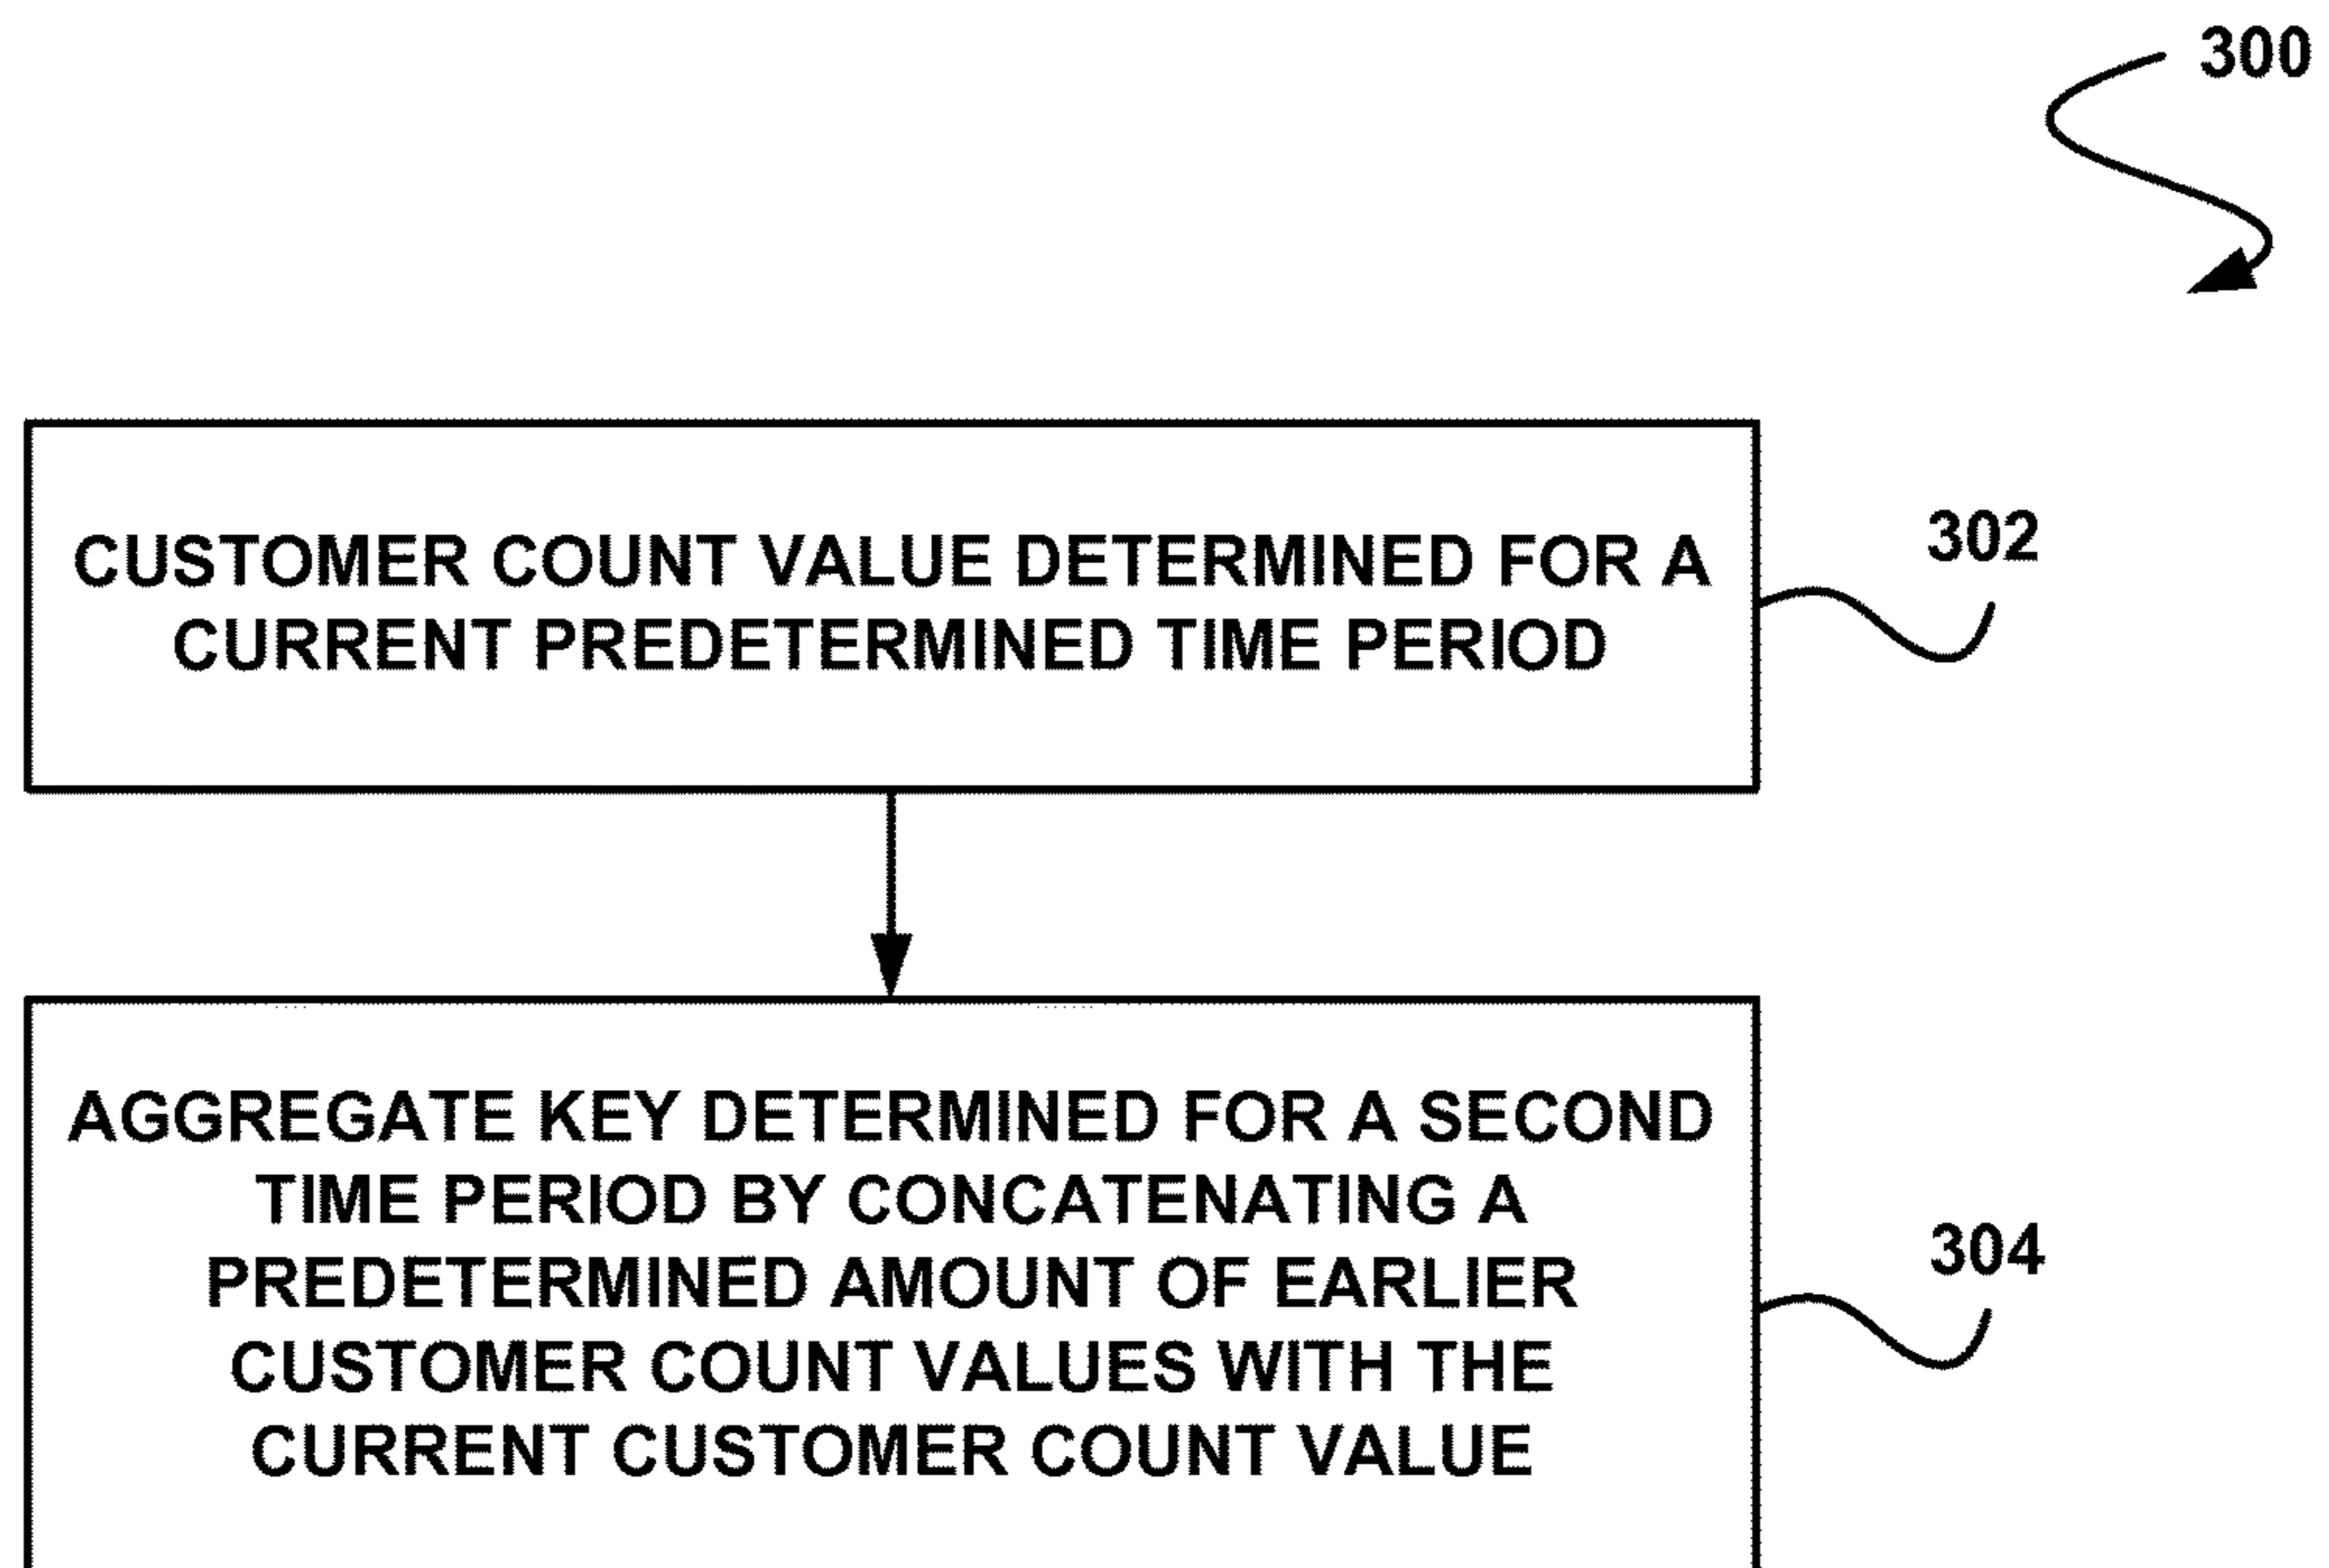 300
CUSTOMER COUNT VALUE DETERMINED FOR A
CURRENT PREDETERMINED TIME PERIOD
302
AGGREGATE KEY DETERMINED FOR A SECOND
TIME PERIOD BY CONCATENATING A
PREDETERMINED AMOUNT OF EARLIER
CUSTOMER COUNT VALUES WITH THE
CURRENT CUSTOMER COUNT VALUE
304